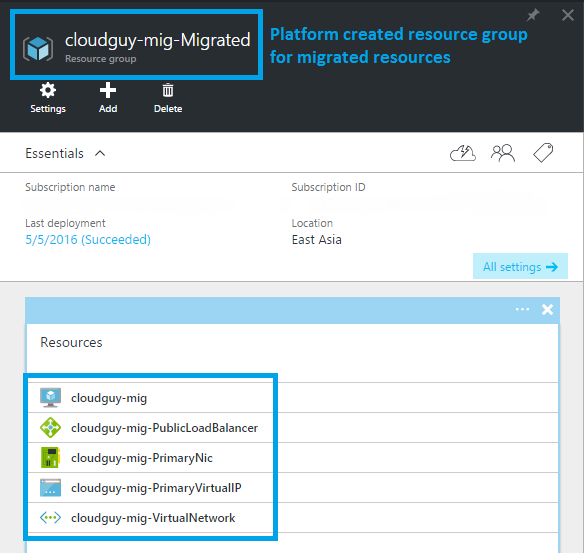 cloudguy-mig-Migrated
Resource group
Platform created resource group
for migrated resources
Settings
Add
Delete
Essentials
Subscription name
Subscription ID
Last deployment
Location
5/5/2016 (Succeeded)
East Asia
All settings
Resources
cloudguy-mig
cloudguy-mig-PublicLoadBalancer
cloudguy-mig-PrimaryNic
cloudguy-mig-PrimaryVirtualIP
cloudguy-mig-VirtualNetwork